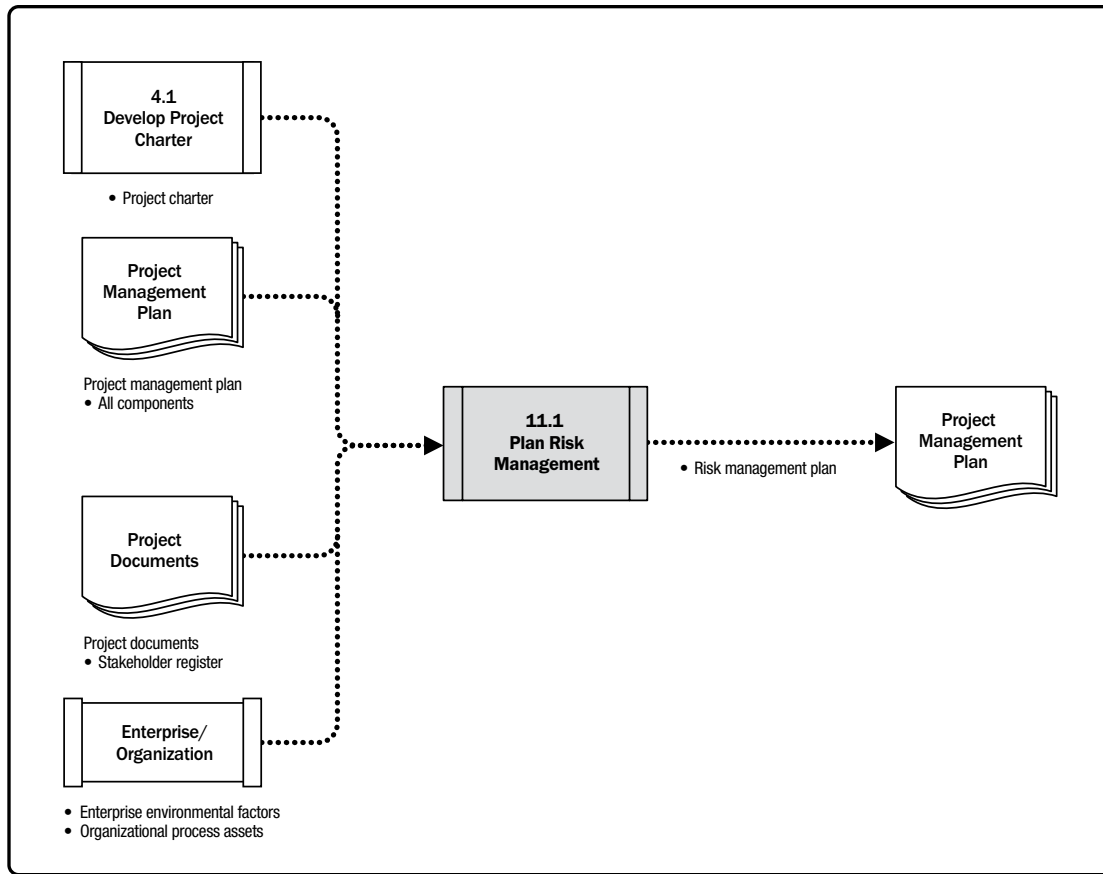 4.1
Develop Project
Charter
• Project charter
Project
Management
Plan
Project management plan
• All components
Project
Documents
Project documents
• Stakeholder register
Enterprise/
Organization
• Enterprise environmental factors
• Organizational process assets
11.1
Plan Risk
Management
• Risk management plan
Project
Management
Plan